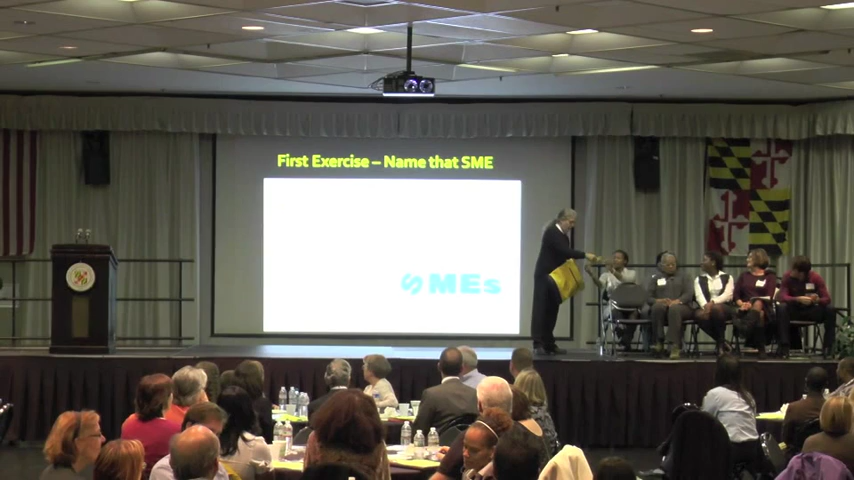 First Exercise – Name that SME
SMEs